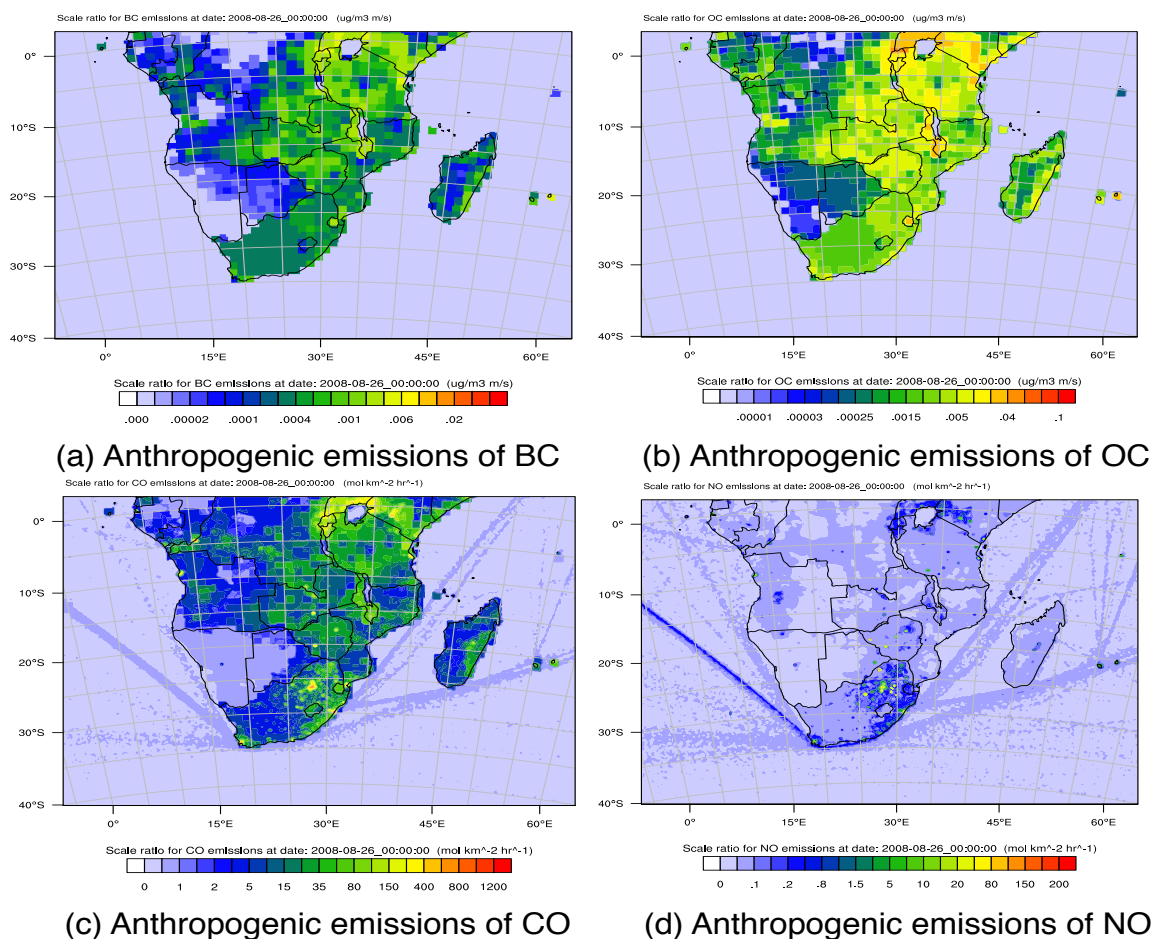 Scale ratio for BC emissions at date: 2008-08-26_00:00:00 (ug/m3 m/s)
0°
10°S
20°S
30°S
40°S
0° 15°E 30°E 45°E 60°E
Scale ratio for BC emissions at date: 2008-08-26_00:00:00 (ug/m3 m/s)
.000 .00002 .0001 .0004 .001 .006 .02
(a) Anthropogenic emissions of BC
Scale ratio for OC emissions at date: 2008-08-26_00:00:00 (ug/m3 m/s)
0°
10°S
20°S
30°S
40°S
0° 15°E 30°E 45°E 60°E
Scale ratio for OC emissions at date: 2008-08-26_00:00:00 (ug/m3 m/s)
.00001 .00003 .00025 .0015 .005 .04 .1
(b) Anthropogenic emissions of OC
Scale ratio for CO emissions at date: 2008-08-26_00:00:00 (mol km^-2 hr^-1)
0°
10°S
20°S
30°S
40°S
0° 15°E 30°E 45°E 60°E
Scale ratio for CO emissions at date: 2008-08-26_00:00:00 (mol km^-2 hr^-1)
0 1 2 5 15 35 80 150 400 800 1200
(c) Anthropogenic emissions of CO
Scale ratio for NO emissions at date: 2008-08-26_00:00:00 (mol km^-2 hr^-1)
0°
10°S
20°S
30°S
40°S
0° 15°E 30°E 45°E 60°E
Scale ratio for NO emissions at date: 2008-08-26_00:00:00 (mol km^-2 hr^-1)
0 .1 .2 .8 1.5 5 10 20 80 150 200
(d) Anthropogenic emissions of NO